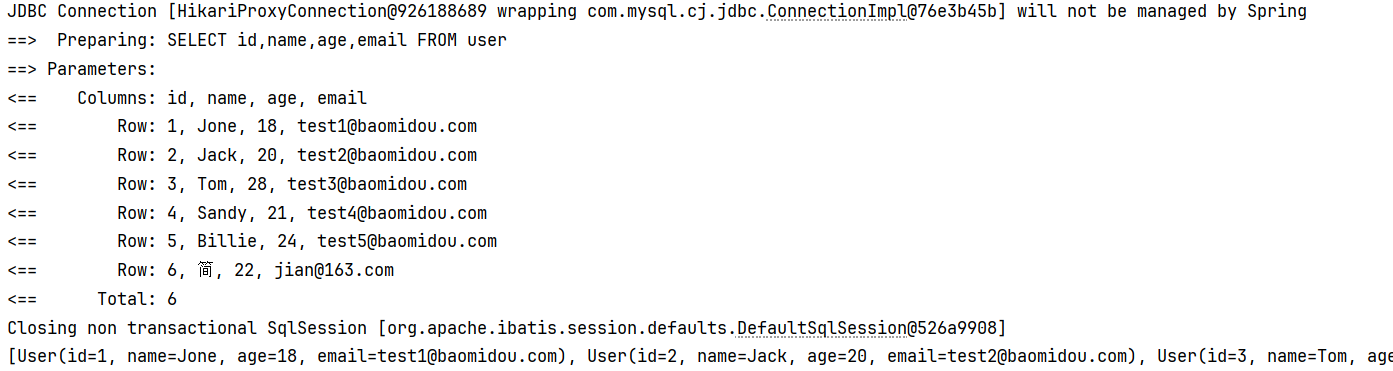 JDBC Connection [HikariProxyConnection@926188689 wrapping com.mysql.cj.jdbc.ConnectionImpl@76e3b45b] will not be managed by Spring
==>  Preparing: SELECT id,name,age,email FROM user
==> Parameters:
<==    Columns: id, name, age, email
<==        Row: 1, Jone, 18, test1@baomidou.com
<==        Row: 2, Jack, 20, test2@baomidou.com
<==        Row: 3, Tom, 28, test3@baomidou.com
<==        Row: 4, Sandy, 21, test4@baomidou.com
<==        Row: 5, Billie, 24, test5@baomidou.com
<==        Row: 6, 简, 22, jian@163.com
<==      Total: 6
Closing non transactional SqlSession [org.apache.ibatis.session.defaults.DefaultSqlSession@526a9908]
[User(id=1, name=Jone, age=18, email=test1@baomidou.com), User(id=2, name=Jack, age=20, email=test2@baomidou.com), User(id=3, name=Tom, age